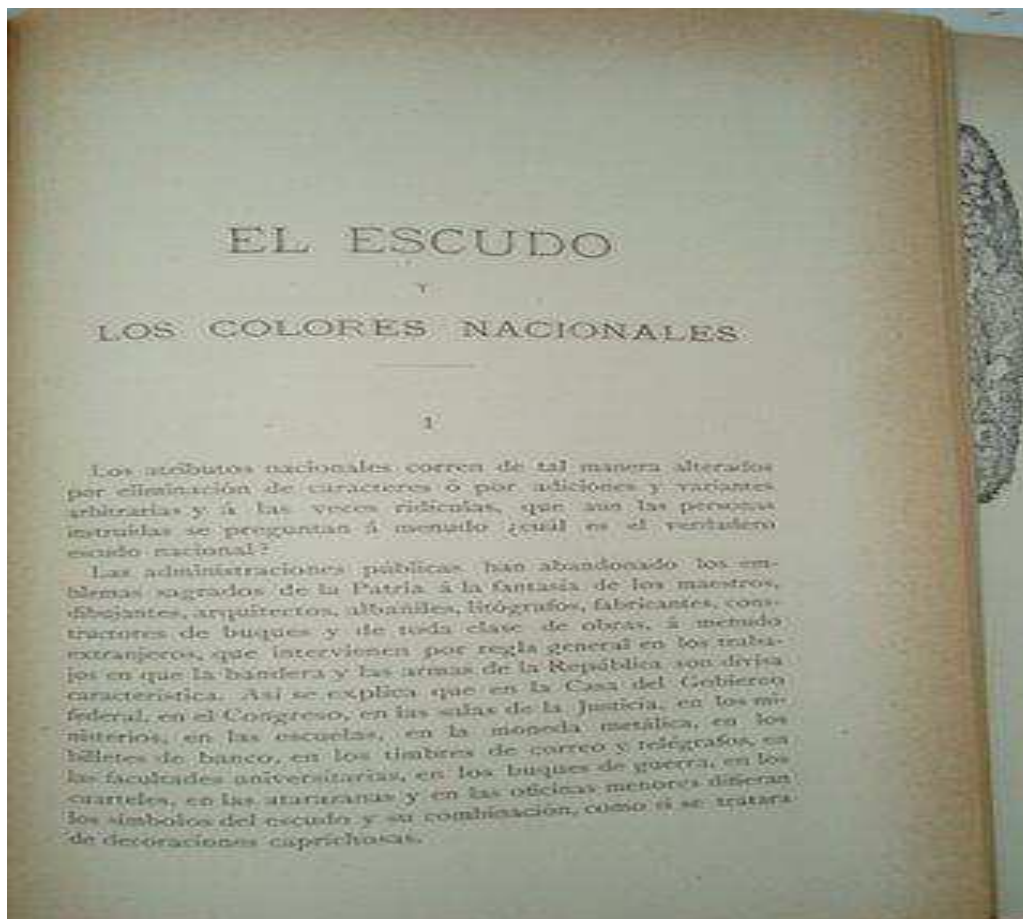 EL ESCUDO
Y
LOS COLORES NACIONALES
I
Los atributos nacionales corren de tal manera alterados
por eliminación de caracteres ó por adiciones y variantes
arbitrarias y á las veces ridículas, que aun las personas
instruídas se preguntan á menudo ¿cuál es el verdadero
escudo nacional?
Las administraciones públicas han abandonado los em-
blemas sagrados de la Patria á la fantasía de los maestros,
dibujantes, arquitectos, albañiles, litógrafos, fabricantes, cons-
tructores de buques y de toda clase de obras, á menudo
extranjeros, que intervienen por regla general en los traba-
jos en que la bandera y las armas de la República son divisa
característica. Así se explica que en la Casa del Gobierno
federal, en el Congreso, en las salas de la Justicia, en los mi-
nisterios, en las escuelas, en la moneda metálica, en los
billetes de banco, en los timbres de correo y telégrafos, en
las facultades universitarias, en los buques de guerra, en los
cuarteles, en las atarazanas y en las oficinas menores difieran
los símbolos del escudo y su combinación, como si se tratara
de decoraciones caprichosas.